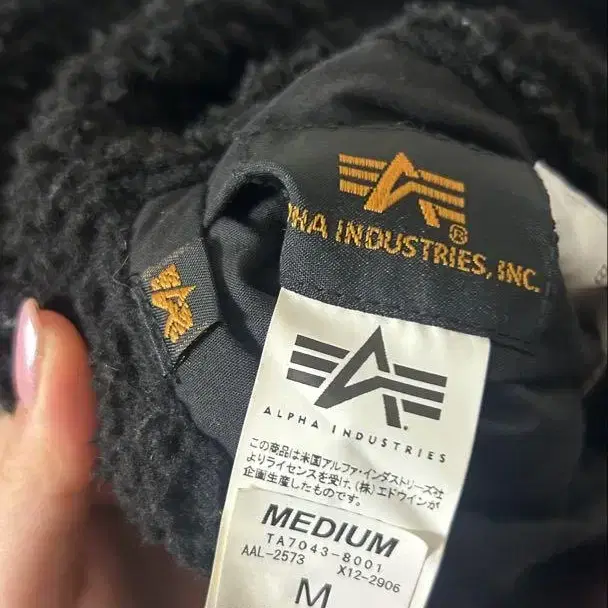 ALPHA INDUSTRIES, INC.
®
ALPHA INDUSTRIES
この商品は米国アルファ・インダストリーズ社
よりライセンスを受け、(株)エドウインが
企画生産したものです。
MEDIUM
TA7043-8001
AAL-2573 X12-2906
M